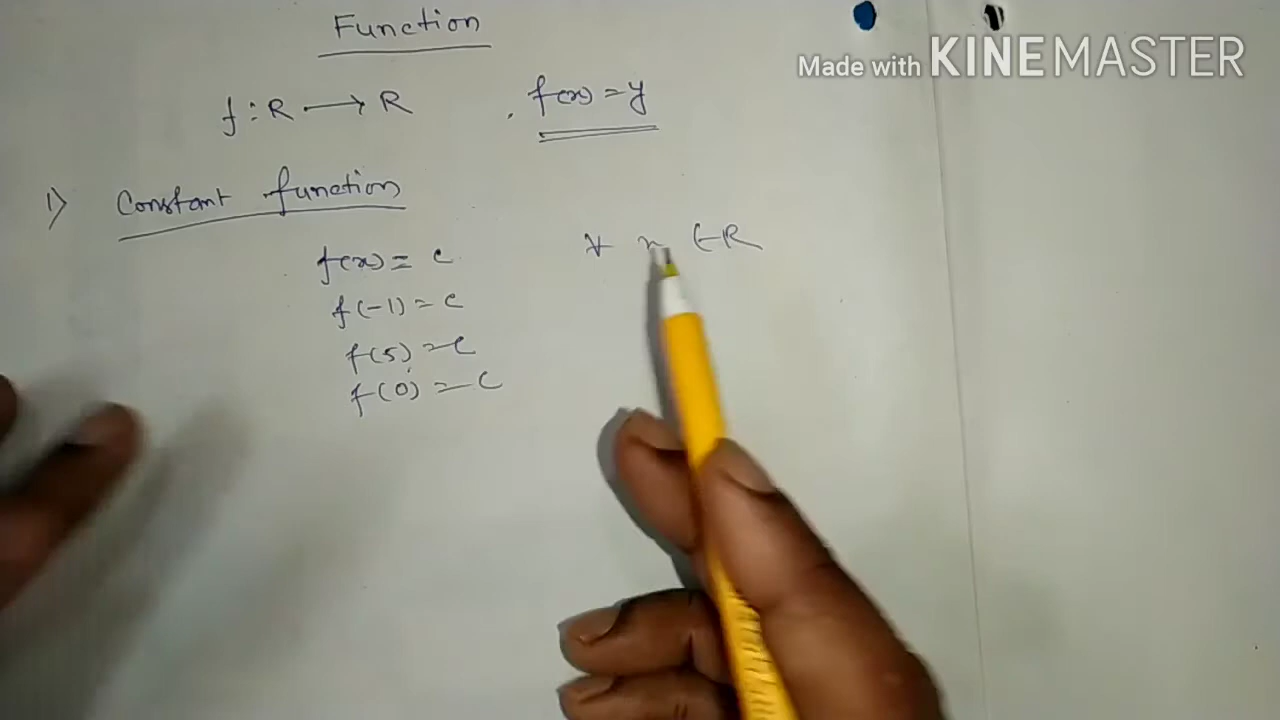 Function
Made with KINEMASTER
f : R → R , f(x) = y
1) Constant function
f(x) = c ∀ x ∈ R
f(-1) = c
f(5) = c
f(0) = c